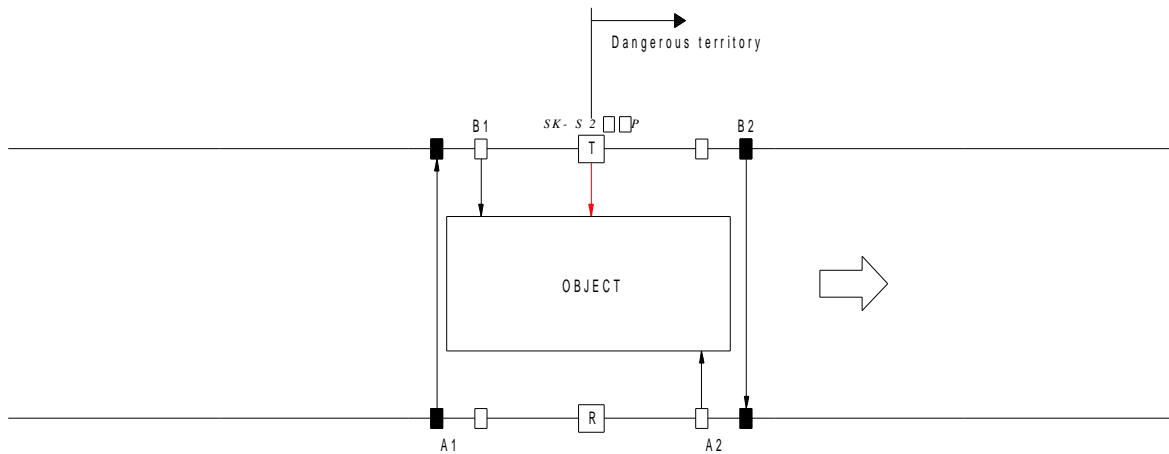 Dangerous territory
SK- S 2 □ □P
B1
B2
T
OBJECT
R
A1
A2